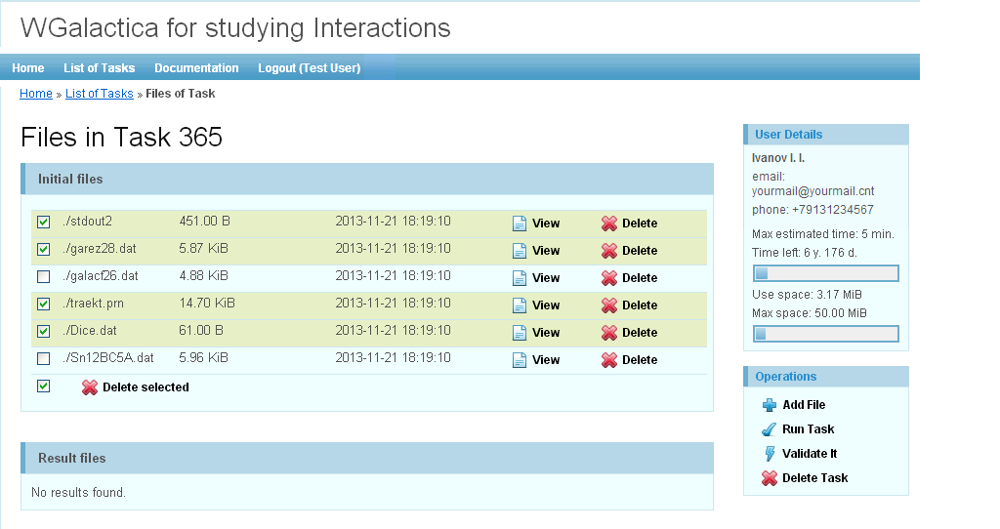 WGalactica for studying Interactions
Home List of Tasks Documentation Logout (Test User)
Home » List of Tasks » Files of Task
Files in Task 365
Initial files
./stdout2 451.00 B 2013-11-21 18:19:10 View Delete
./garez28.dat 5.87 KiB 2013-11-21 18:19:10 View Delete
./galacf26.dat 4.88 KiB 2013-11-21 18:19:10 View Delete
./traekt.prn 14.70 KiB 2013-11-21 18:19:10 View Delete
./Dice.dat 61.00 B 2013-11-21 18:19:10 View Delete
./Sn12BC5A.dat 5.96 KiB 2013-11-21 18:19:10 View Delete
Delete selected
Result files
No results found.
User Details
Ivanov I. I.
email:
yourmail@yourmail.cnt
phone: +79131234567
Max estimated time: 5 min.
Time left: 6 y. 176 d.
Use space: 3.17 MiB
Max space: 50.00 MiB
Operations
Add File
Run Task
Validate It
Delete Task